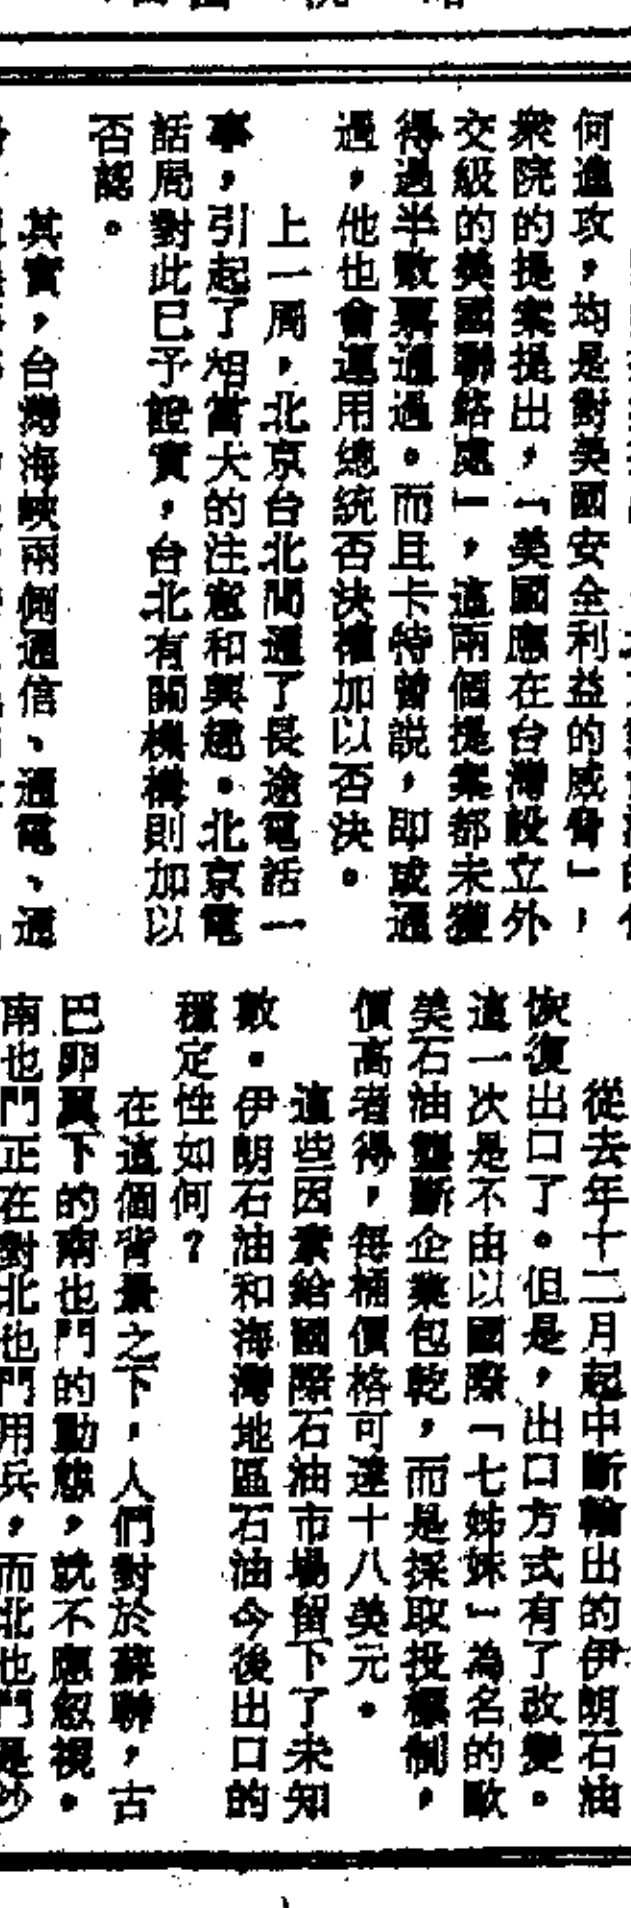 何進攻，均是對美國安全利益的威脅」，
衆院的提案提出，「美國應在台灣設立外
交級的美國聯絡處」，這兩個提案都未獲
得過半數票通過。而且卡特曾説，即或通
過，他也會運用總統否決權加以否決。
上一周，北京台北間通了長途電話一
事，引起了相當大的注意和興趣。北京電
話局對此已予證實，台北有關機構則加以
否認。
其實，台灣海峽兩側通信、通電、通
從去年十二月起中斷輸出的伊朗石油
恢復出口了。但是，出口方式有了改變。
這一次是不由以國際「七姊妹」為名的歐
美石油壟斷企業包乾，而是採取投標制，
價高者得，每桶價格可達十八美元。
這些因素給國際石油市場留下了未知
數。伊朗石油和海灣地區石油今後出口的
穩定性如何？
在這個背景之下，人們對於蘇聯，古
巴卵翼下的南也門的動態，就不應忽視。
南也門正在對北也門用兵，而北也門是沙